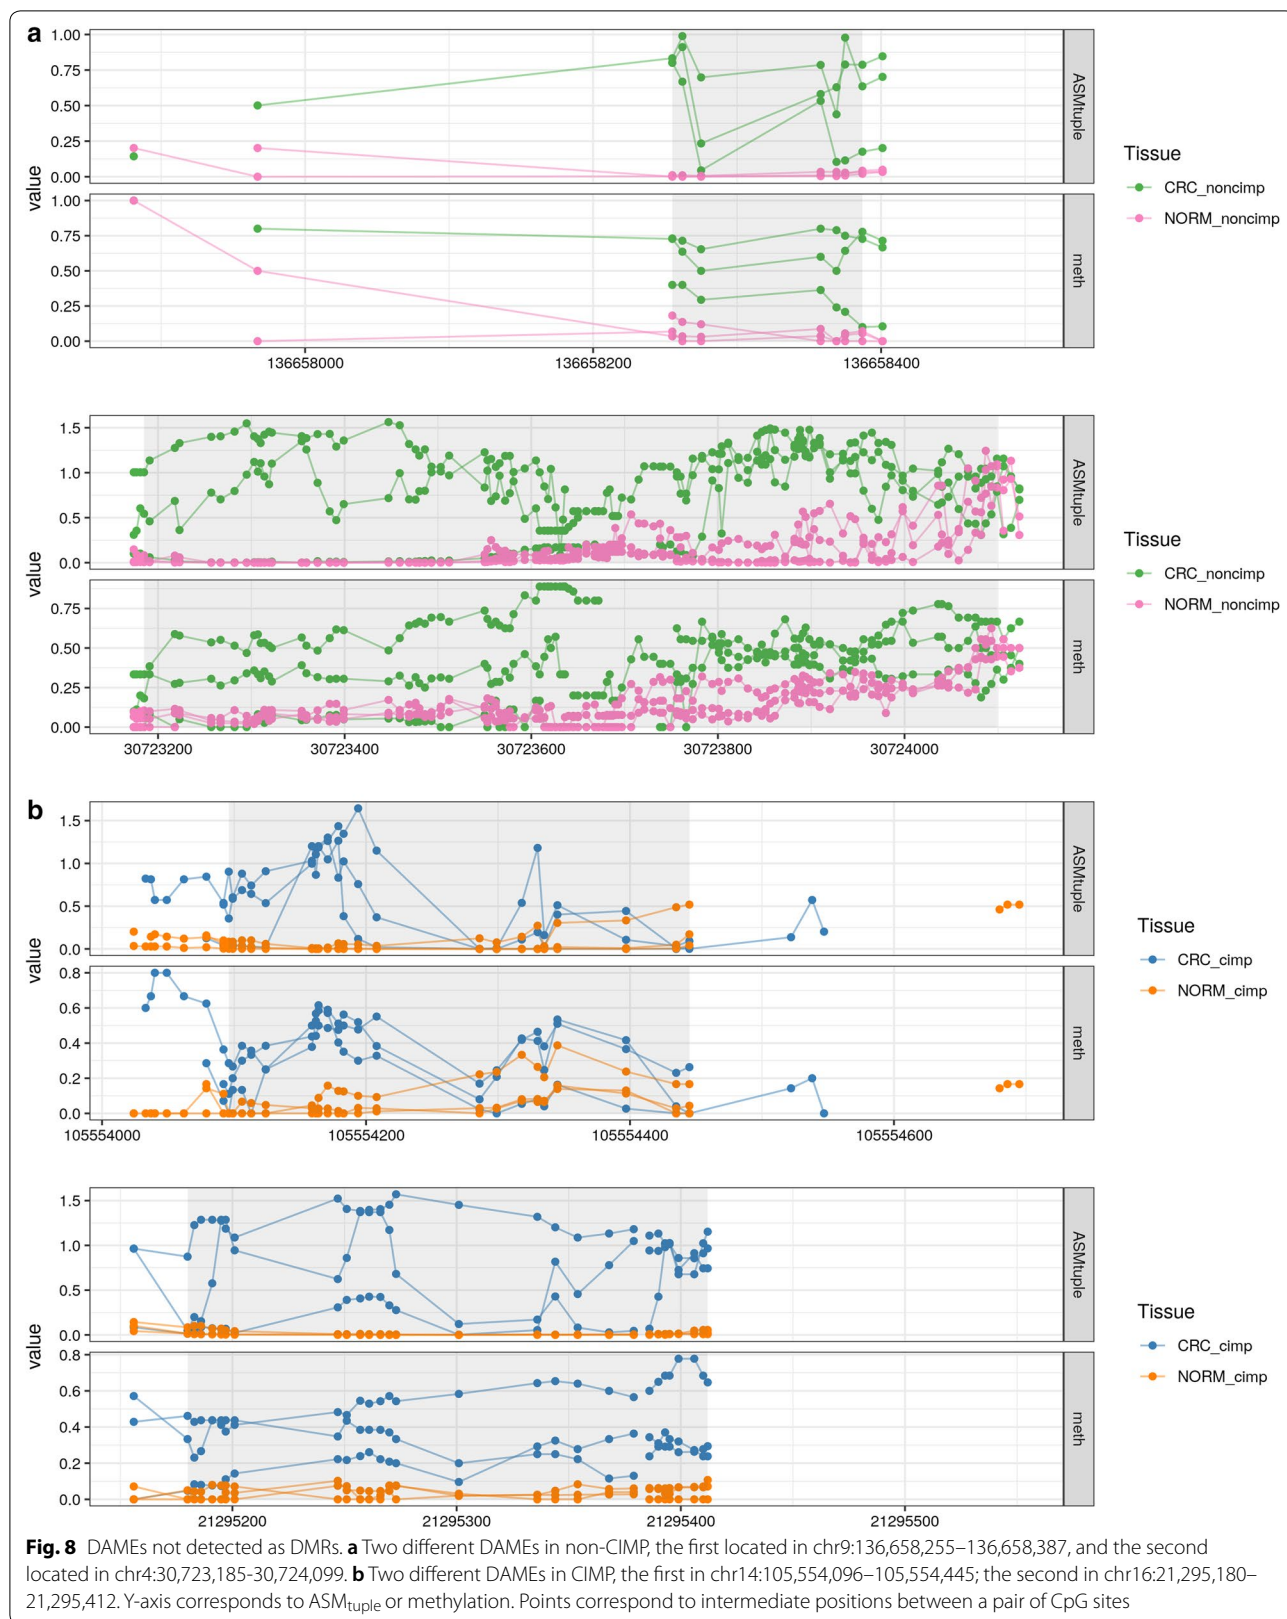 a
1.00
0.75
0.50
0.25
0.00
ASMtuple
1.00
0.75
0.50
0.25
0.00
meth
value
136658000
136658200
136658400
Tissue
CRC_noncimp
NORM_noncimp
1.5
1.0
0.5
0.0
ASMtuple
0.75
0.50
0.25
0.00
meth
value
30723200
30723400
30723600
30723800
30724000
Tissue
CRC_noncimp
NORM_noncimp
b
1.5
1.0
0.5
0.0
ASMtuple
0.8
0.6
0.4
0.2
0.0
meth
value
105554000
105554200
105554400
105554600
Tissue
CRC_cimp
NORM_cimp
1.5
1.0
0.5
0.0
ASMtuple
0.8
0.6
0.4
0.2
0.0
meth
value
21295200
21295300
21295400
21295500
Tissue
CRC_cimp
NORM_cimp
Fig. 8 DAMEs not detected as DMRs. a Two different DAMEs in non-CIMP, the first located in chr9:136,658,255–136,658,387, and the second
located in chr4:30,723,185-30,724,099. b Two different DAMEs in CIMP, the first in chr14:105,554,096–105,554,445; the second in chr16:21,295,180–
21,295,412. Y-axis corresponds to ASMtuple or methylation. Points correspond to intermediate positions between a pair of CpG sites